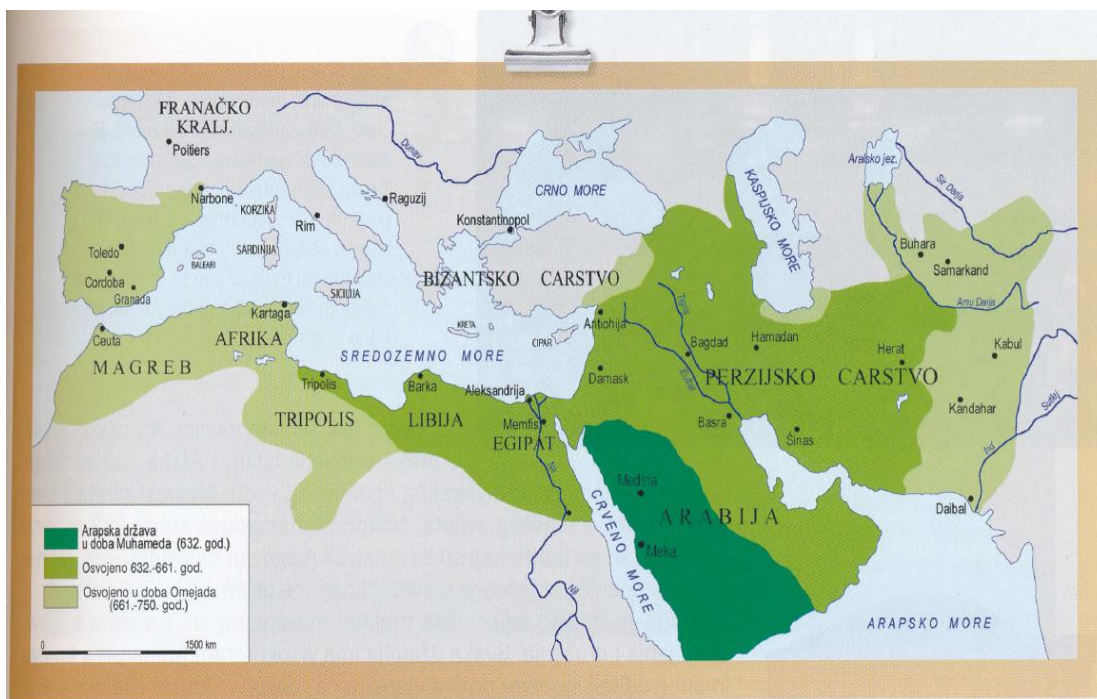 FRANAČKO
KRALJ.
Poitiers
Narbone
KORZIKA
Rim
Raguzij
Dunav
CRNO MORE
Konstantinopol
KASPIJSKO MORE
Aralsko jez.
Sir Darja
Buhara
Samarkand
Amu Darja
Toledo
Cordoba
Granada
BALEARI
SARDINIJA
SICILIJA
BIZANTSKO CARSTVO
KRETA
CIPAR
Antiohija
Tigris
Eufrat
Bagdad
Hamadan
Herat
Kabul
Kandahar
Sutlej
Ind
Ceuta
Kartaga
AFRIKA
MAGREB
SREDOZEMNO MORE
Damask
PERZIJSKO CARSTVO
Tripolis
Barka
Aleksandrija
Memfis
Basra
Šinas
TRIPOLIS
LIBIJA
EGIPAT
Nil
Medina
ARABIJA
Meka
CRVENO MORE
Daibal
Nil
ARAPSKO MORE
Arapska država
u doba Muhameda (632. god.)
Osvojeno 632.-661. god.
Osvojeno u doba Omejada
(661.-750. god.)
0 1500 km